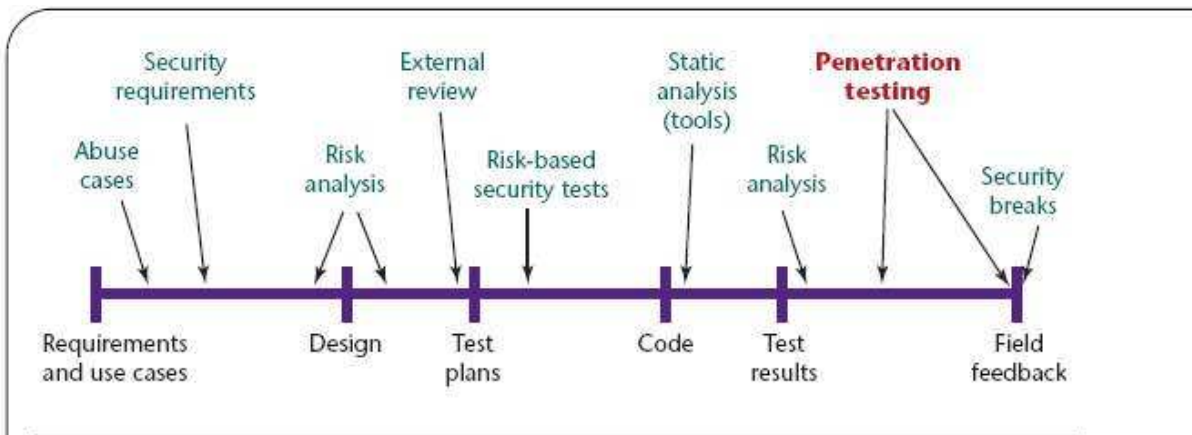 Security
requirements
External
review
Static
analysis
(tools)
Penetration
testing
Abuse
cases
Risk
analysis
Risk-based
security tests
Risk
analysis
Security
breaks
Requirements
and use cases
Design
Test
plans
Code
Test
results
Field
feedback